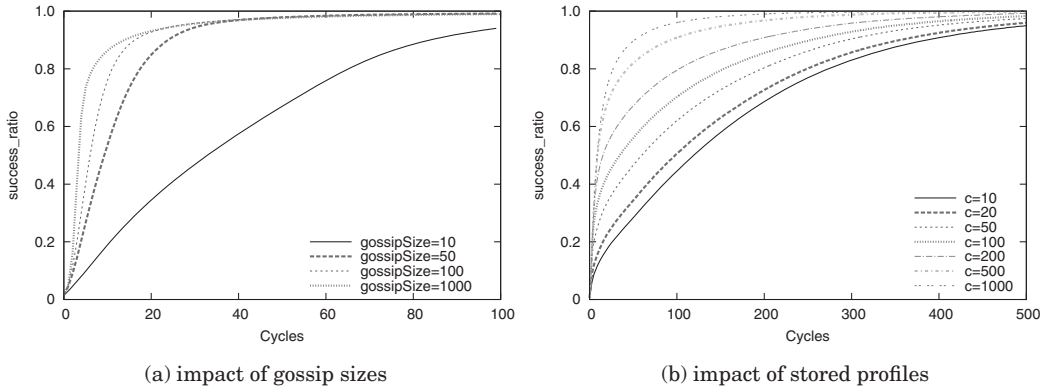 1.0
0.8
0.6
0.4
0.2
0
success_ratio
0 20 40 60 80 100
Cycles
gossipSize=10
gossipSize=50
gossipSize=100
gossipSize=1000
(a) impact of gossip sizes
1.0
0.8
0.6
0.4
0.2
0
success_ratio
0 100 200 300 400 500
Cycles
c=10
c=20
c=50
c=100
c=200
c=500
c=1000
(b) impact of stored profiles